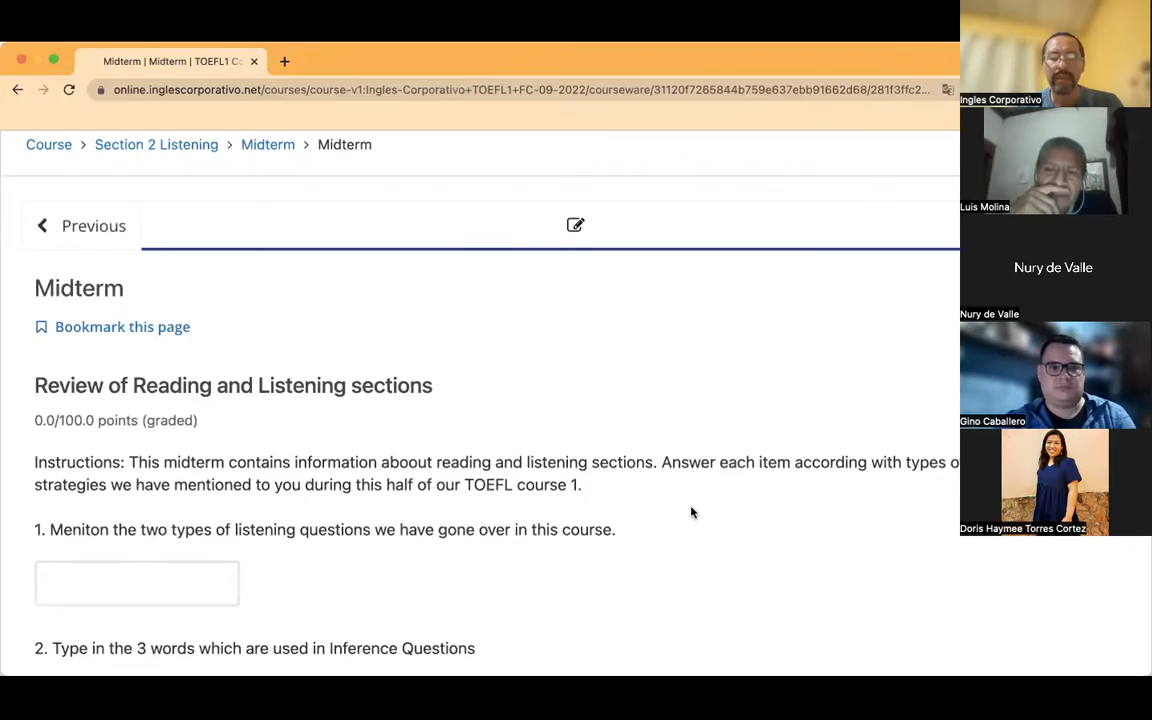 Midterm | Midterm | TOEFL1 Co
online.inglescorporativo.net/courses/course-v1:Ingles-Corporativo+TOEFL1+FC-09-2022/courseware/31120f7265844b759e637ebb91662d68/281f3ffc2...
Course > Section 2 Listening > Midterm > Midterm
Previous
Midterm
Bookmark this page
Review of Reading and Listening sections
0.0/100.0 points (graded)
Instructions: This midterm contains information abouot reading and listening sections. Answer each item according with types o
strategies we have mentioned to you during this half of our TOEFL course 1.
1. Meniton the two types of listening questions we have gone over in this course.
2. Type in the 3 words which are used in Inference Questions
Ingles Corporativo
Luis Molina
Nury de Valle
Nury de Valle
Gino Caballero
Doris Haymee Torres Cortez